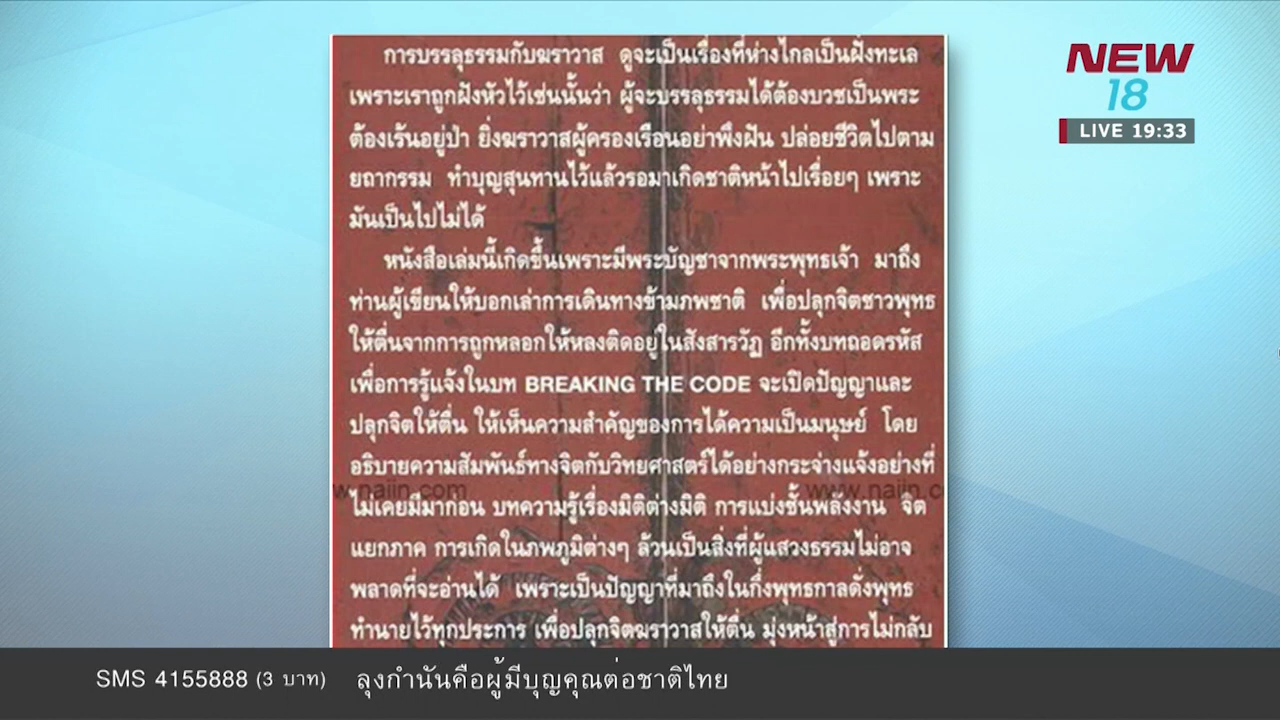 การบรรลุธรรมกับฆราวาส ดูจะเป็นเรื่องที่ห่างไกลเป็นฝั่งทะเล
เพราะเราถูกฝังหัวไว้เช่นนั้นว่า ผู้จะบรรลุธรรมได้ต้องบวชเป็นพระ
ต้องเร้นอยู่ป่า ยิ่งฆราวาสผู้ครองเรือนอย่าพึงฝัน ปล่อยชีวิตไปตาม
ยถากรรม ทำบุญสุนทานไว้แล้วรอมาเกิดชาติหน้าไปเรื่อยๆ เพราะ
มันเป็นไปไม่ได้
หนังสือเล่มนี้เกิดขึ้นเพราะมีพระบัญชาจากพระพุทธเจ้า มาถึง
ท่านผู้เขียนให้บอกเล่าการเดินทางข้ามภพชาติ เพื่อปลุกจิตชาวพุทธ
ให้ตื่นจากการถูกหลอกให้หลงติดอยู่ในสังสารวัฏ อีกทั้งบทถอดรหัส
เพื่อการรู้แจ้งในบท BREAKING THE CODE จะเปิดปัญญาและ
ปลุกจิตให้ตื่น ให้เห็นความสำคัญของการได้ความเป็นมนุษย์ โดย
อธิบายความสัมพันธ์ทางจิตกับวิทยศาสตร์ได้อย่างกระจ่างแจ้งอย่างที่
www.naiin.com www.naiin.co
ไม่เคยมีมาก่อน บทความรู้เรื่องมิติต่างมิติ การแบ่งชั้นพลังงาน จิต
แยกภาค การเกิดในภพภูมิต่างๆ ล้วนเป็นสิ่งที่ผู้แสวงธรรมไม่อาจ
พลาดที่จะอ่านได้ เพราะเป็นปัญญาที่มาถึงในกึ่งพุทธกาลดั่งพุทธ
ทำนายไว้ทุกประการ เพื่อปลุกจิตฆราวาสให้ตื่น มุ่งหน้าสู่การไม่กลับ
NEW
18
LIVE 19:33
SMS 4155888 (3 บาท) ลุงกำนันคือผู้มีบุญคุณต่อชาติไทย